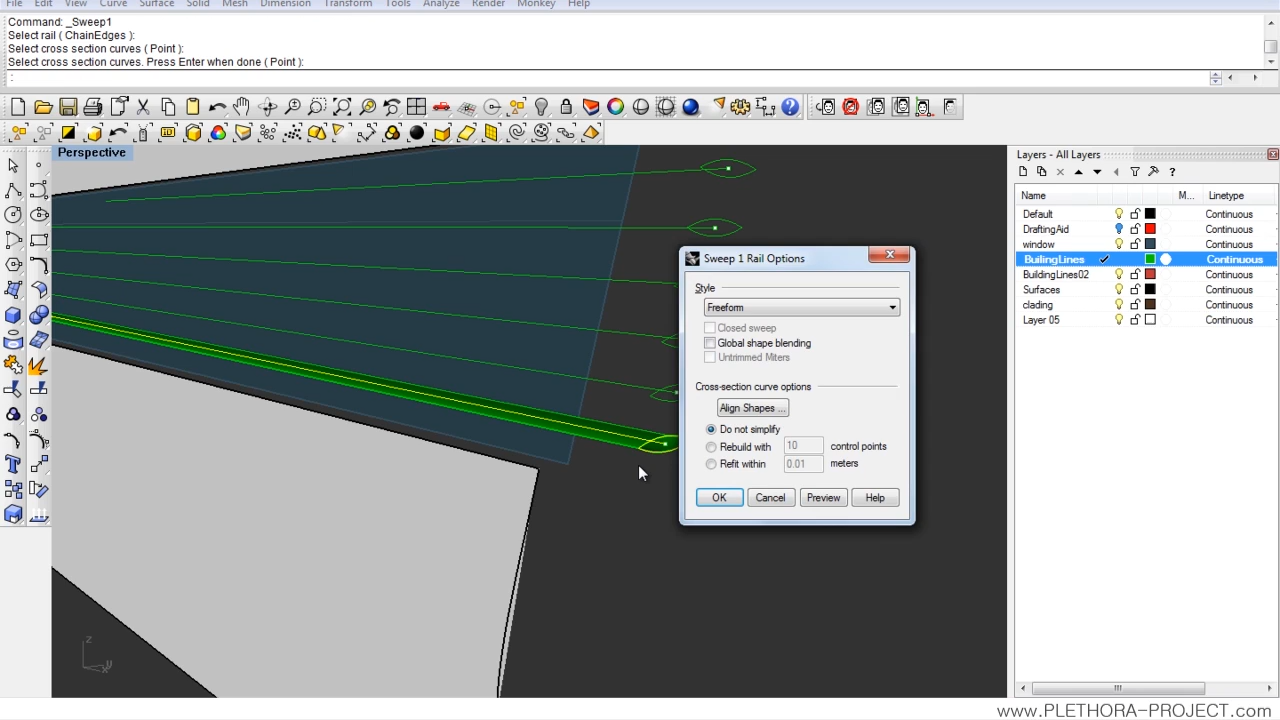 File Edit View Curve Surface Solid Mesh Dimension Transform Tools Analyze Render Monkey Help
Command: _Sweep1
Select rail ( ChainEdges ):
Select cross section curves ( Point ):
Select cross section curves. Press Enter when done ( Point ):
:
Perspective
Layers - All Layers
Name M... Linetype
Default Continuous
DraftingAid Continuous
window Continuous
BuilingLines Continuous
BuildingLines02 Continuous
Surfaces Continuous
clading Continuous
Layer 05 Continuous
Sweep 1 Rail Options
Style
Freeform
Closed sweep
Global shape blending
Untrimmed Miters
Cross-section curve options
Align Shapes ...
Do not simplify
Rebuild with 10 control points
Refit within 0.01 meters
OK Cancel Preview Help
z
y
x
www.PLETHORA-PROJECT.com